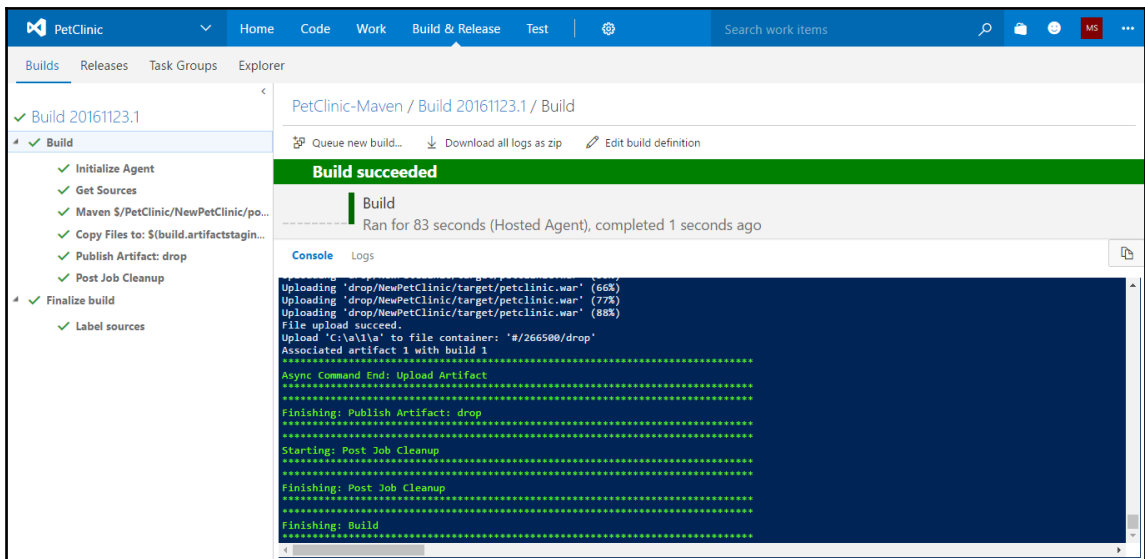 PetClinic Home Code Work Build & Release Test Search work items MS
Builds Releases Task Groups Explorer
Build 20161123.1
Build
Initialize Agent
Get Sources
Maven $/PetClinic/NewPetClinic/po...
Copy Files to: $(build.artifactstagin...
Publish Artifact: drop
Post Job Cleanup
Finalize build
Label sources
PetClinic-Maven / Build 20161123.1 / Build
Queue new build... Download all logs as zip Edit build definition
Build succeeded
Build
Ran for 83 seconds (Hosted Agent), completed 1 seconds ago
Console Logs
Uploading 'drop/NewPetClinic/target/petclinic.war' (66%)
Uploading 'drop/NewPetClinic/target/petclinic.war' (77%)
Uploading 'drop/NewPetClinic/target/petclinic.war' (88%)
File upload succeed.
Upload 'C:\a\1\a' to file container: '#/266500/drop'
Associated artifact 1 with build 1
******************************************************************************
Async Command End: Upload Artifact
******************************************************************************
******************************************************************************
Finishing: Publish Artifact: drop
******************************************************************************
******************************************************************************
Starting: Post Job Cleanup
******************************************************************************
******************************************************************************
Finishing: Post Job Cleanup
******************************************************************************
******************************************************************************
Finishing: Build
******************************************************************************